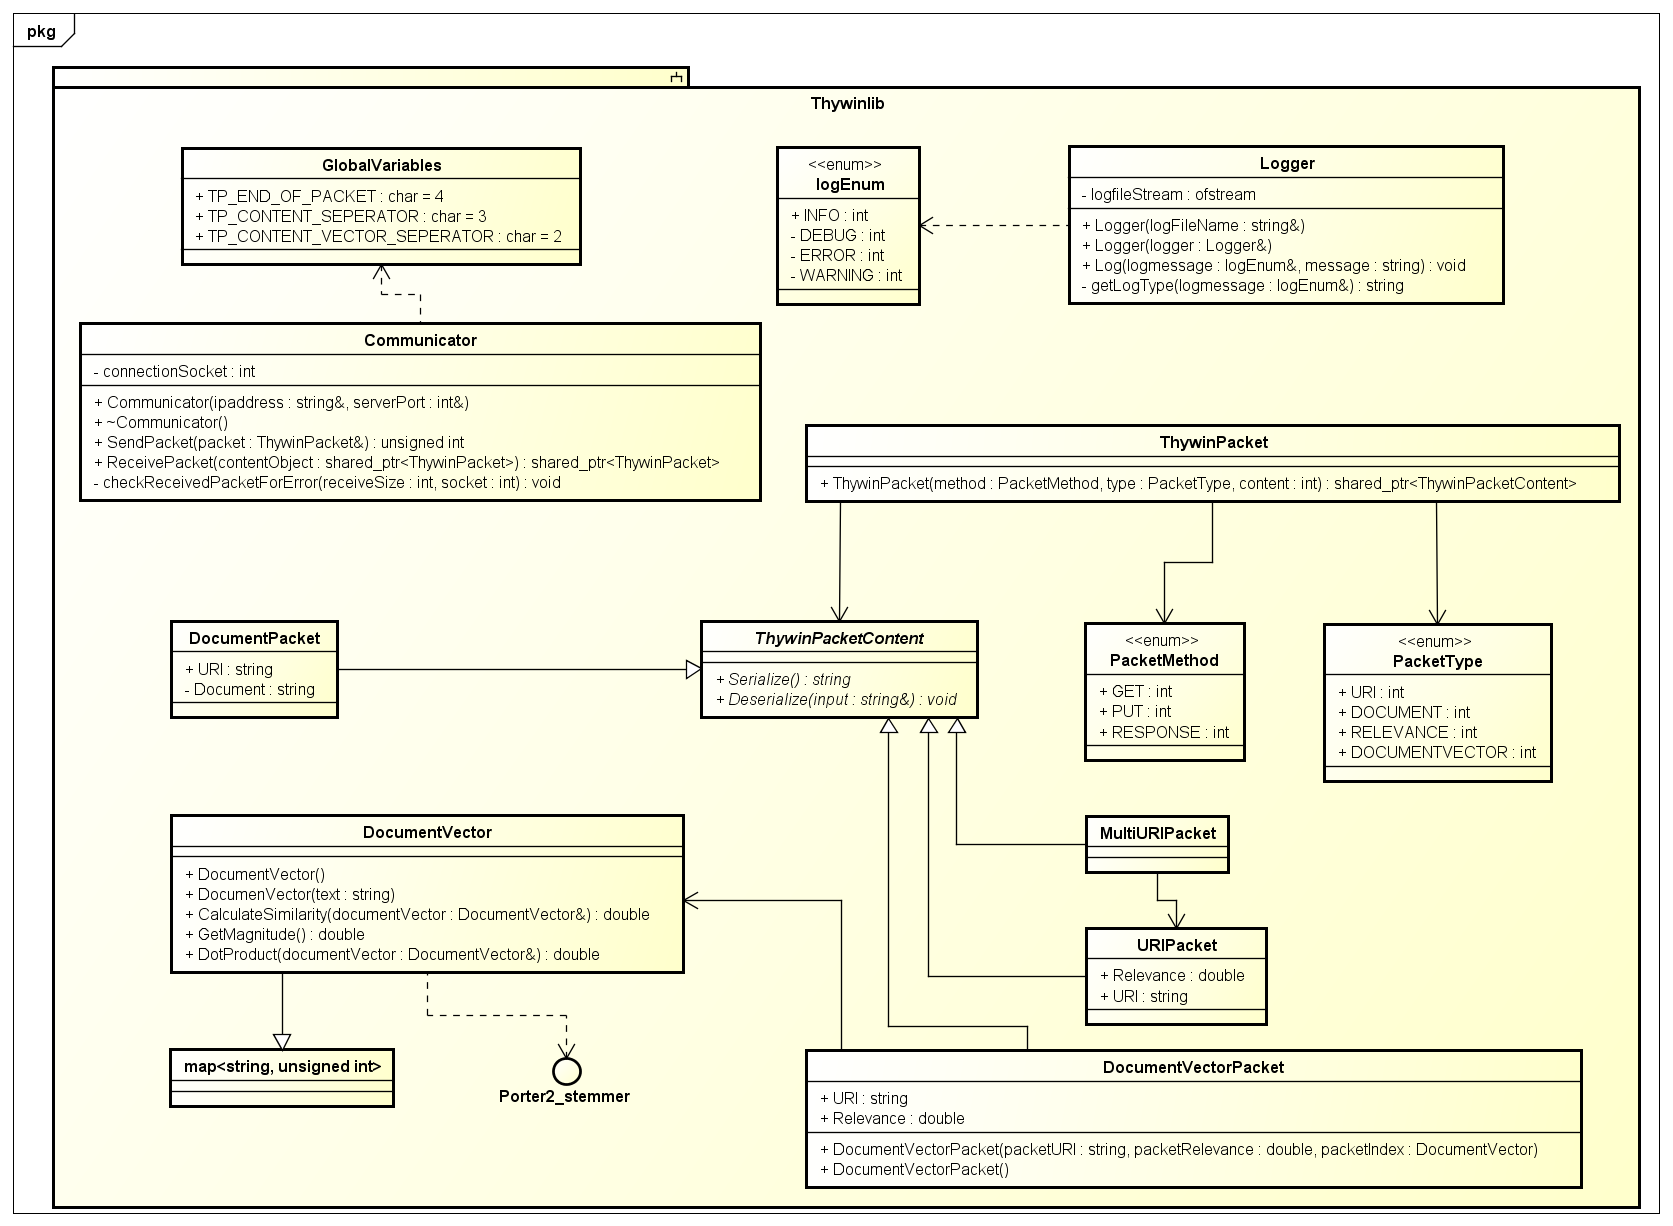 pkg
Thywinlib
GlobalVariables
+ TP_END_OF_PACKET : char = 4
+ TP_CONTENT_SEPERATOR : char = 3
+ TP_CONTENT_VECTOR_SEPERATOR : char = 2
<<enum>>
logEnum
+ INFO : int
- DEBUG : int
- ERROR : int
- WARNING : int
Logger
- logfileStream : ofstream
+ Logger(logFileName : string&)
+ Logger(logger : Logger&)
+ Log(logmessage : logEnum&, message : string) : void
- getLogType(logmessage : logEnum&) : string
Communicator
- connectionSocket : int
+ Communicator(ipaddress : string&, serverPort : int&)
+ ~Communicator()
+ SendPacket(packet : ThywinPacket&) : unsigned int
+ ReceivePacket(contentObject : shared_ptr<ThywinPacket>) : shared_ptr<ThywinPacket>
- checkReceivedPacketForError(receiveSize : int, socket : int) : void
ThywinPacket
+ ThywinPacket(method : PacketMethod, type : PacketType, content : int) : shared_ptr<ThywinPacketContent>
DocumentPacket
+ URI : string
- Document : string
ThywinPacketContent
+ Serialize() : string
+ Deserialize(input : string&) : void
<<enum>>
PacketMethod
+ GET : int
+ PUT : int
+ RESPONSE : int
<<enum>>
PacketType
+ URI : int
+ DOCUMENT : int
+ RELEVANCE : int
+ DOCUMENTVECTOR : int
DocumentVector
+ DocumentVector()
+ DocumenVector(text : string)
+ CalculateSimilarity(documentVector : DocumentVector&) : double
+ GetMagnitude() : double
+ DotProduct(documentVector : DocumentVector&) : double
MultiURIPacket
URIPacket
+ Relevance : double
+ URI : string
map<string, unsigned int>
Porter2_stemmer
DocumentVectorPacket
+ URI : string
+ Relevance : double
+ DocumentVectorPacket(packetURI : string, packetRelevance : double, packetIndex : DocumentVector)
+ DocumentVectorPacket()